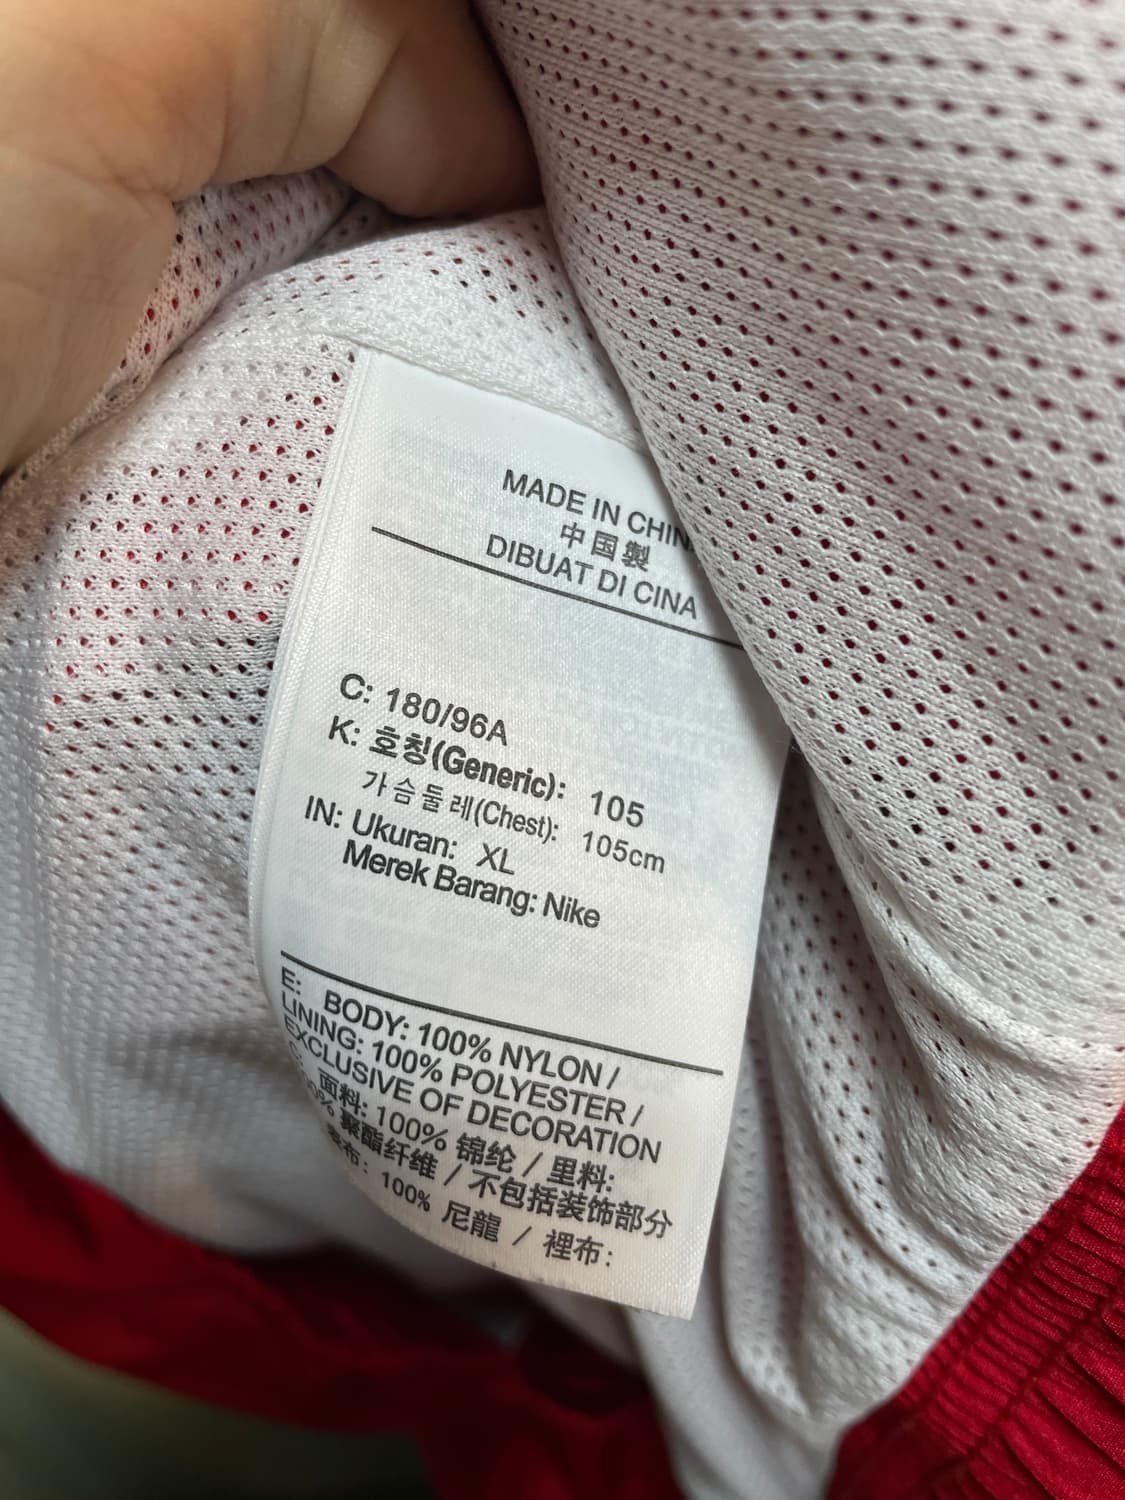 MADE IN CHIN
中国製
DIBUAT DI CINA
C: 180/96A
K: 호칭(Generic): 105
가슴둘레(Chest): 105cm
IN: Ukuran: XL
Merek Barang: Nike
E: BODY: 100% NYLON /
LINING: 100% POLYESTER /
EXCLUSIVE OF DECORATION
面料: 100% 锦纶 / 里料:
% 聚酯纤维 / 不包括装饰部分
布: 100% 尼龍 / 裡布: